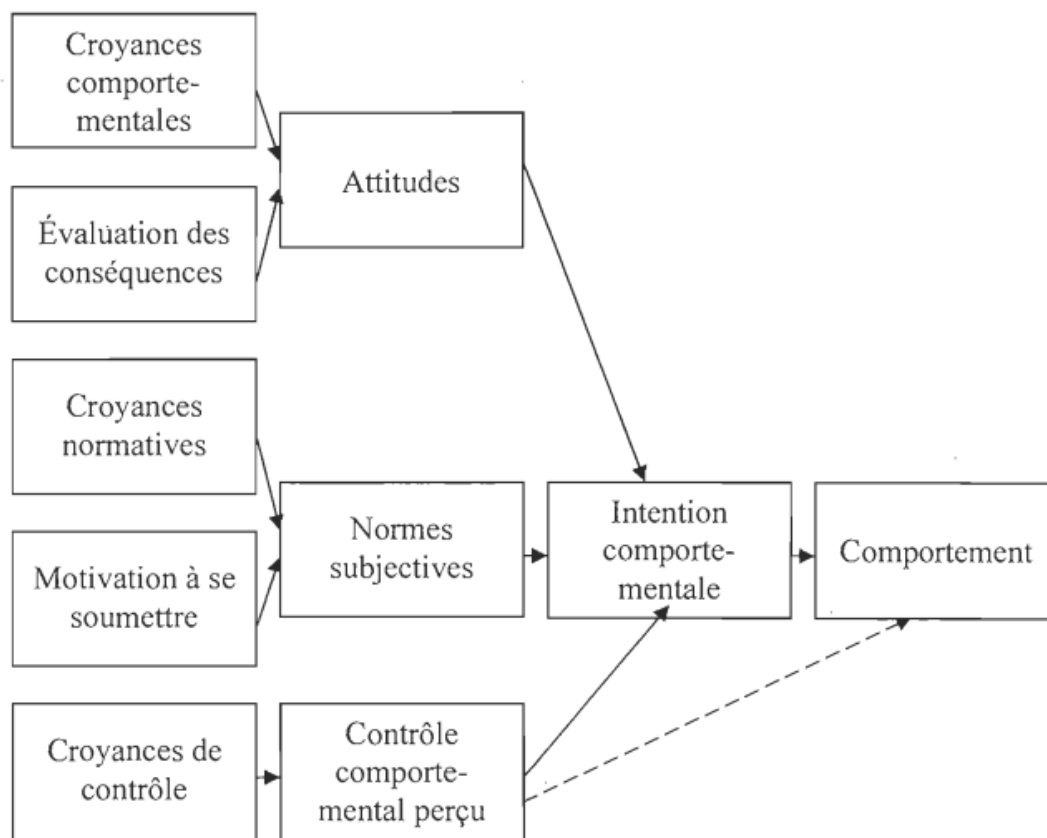 Croyances
comporte-
mentales
Attitudes
Évaluation des
conséquences
Croyances
normatives
Normes
subjectives
Intention
comporte-
mentale
Comportement
Motivation à se
soumettre
Croyances de
contrôle
Contrôle
comporte-
mental perçu